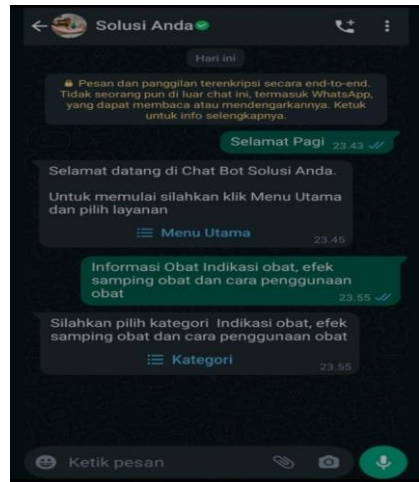 Solusi Anda
Hari ini
Pesan dan panggilan terenkripsi secara end-to-end.
Tidak seorang pun di luar chat ini, termasuk WhatsApp,
yang dapat membaca atau mendengarkannya. Ketuk
untuk info selengkapnya.
Selamat Pagi 23.43
Selamat datang di Chat Bot Solusi Anda.
Untuk memulai silahkan klik Menu Utama
dan pilih layanan
Menu Utama
23.45
Informasi Obat Indikasi obat, efek
samping obat dan cara penggunaan
obat 23.55
Silahkan pilih kategori Indikasi obat, efek
samping obat dan cara penggunaan obat
Kategori
23.55
Ketik pesan